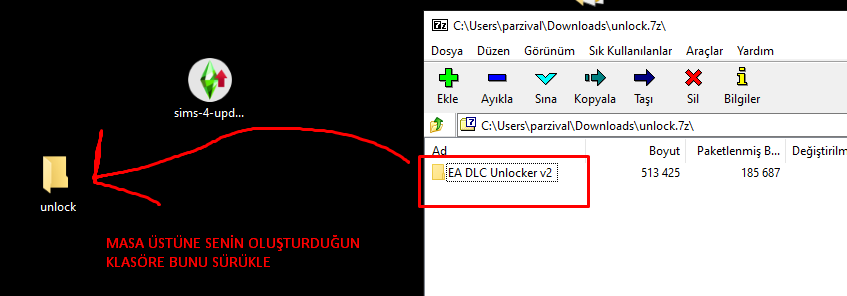 C:\Users\parzival\Downloads\unlock.7z\
Dosya Düzen Görünüm Sık Kullanılanlar Araçlar Yardım
Ekle Ayıkla Sına Kopyala Taşı Sil Bilgiler
C:\Users\parzival\Downloads\unlock.7z\
Ad Boyut Paketlenmiş B... Değiştirilm
EA DLC Unlocker v2 513 425 185 687
sims-4-upd...
unlock
MASA ÜSTÜNE SENİN OLUŞTURDUĞUN
KLASÖRE BUNU SÜRÜKLE